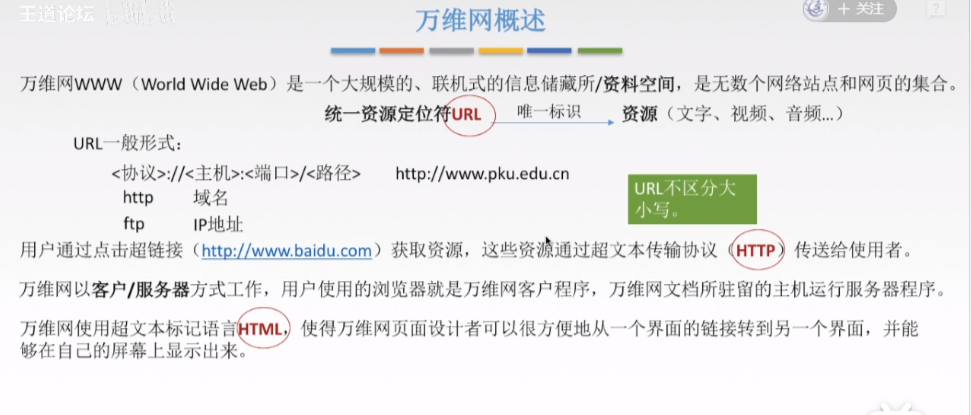 王道论坛
+ 关注
?
万维网概述
万维网WWW（World Wide Web）是一个大规模的、联机式的信息储藏所/资料空间，是无数个网络站点和网页的集合。
统一资源定位符URL 唯一标识 资源（文字、视频、音频...）
URL一般形式：
<协议>://<主机>:<端口>/<路径> http://www.pku.edu.cn
http 域名
URL不区分大
小写。
ftp IP地址
用户通过点击超链接（http://www.baidu.com）获取资源，这些资源通过超文本传输协议（HTTP）传送给使用者。
万维网以客户/服务器方式工作，用户使用的浏览器就是万维网客户程序，万维网文档所驻留的主机运行服务器程序。
万维网使用超文本标记语言HTML，使得万维网页面设计者可以很方便地从一个界面的链接转到另一个界面，并能
够在自己的屏幕上显示出来。